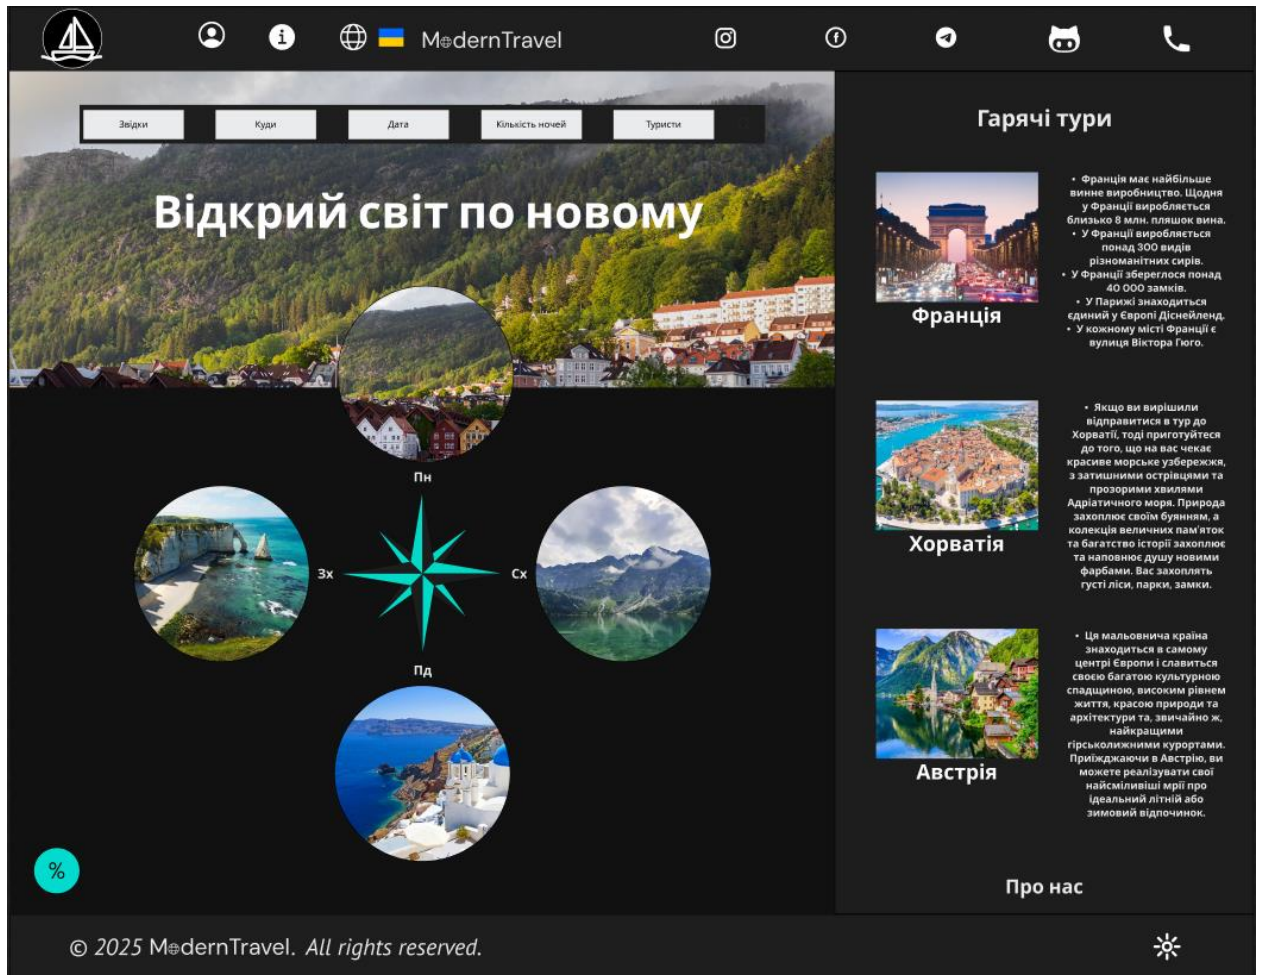 ModernTravel
Звідки
Куди
Дата
Кількість ночей
Туристи
Відкрий світ по новому
Пн
Зх
Сх
Пд
%
Гарячі тури
Франція
• Франція має найбільше
винне виробництво. Щодня
у Франції виробляється
близько 8 млн. пляшок вина.
• У Франції виробляється
понад 300 видів
різноманітних сирів.
• У Франції збереглося понад
40 000 замків.
• У Парижі знаходиться
єдиний у Європі Діснейленд.
• У кожному місті Франції є
вулиця Віктора Гюго.
Хорватія
• Якщо ви вирішили
відправитися в тур до
Хорватії, тоді приготуйтеся
до того, що на вас чекає
красиве морське узбережжя,
з затишними острівцями та
прозорими хвилями
Адріатичного моря. Природа
захоплює своїм буянням, а
колекція величних пам'яток
та багатство історії захоплює
та наповнює душу новими
фарбами. Вас захоплять
густі ліси, парки, замки.
Австрія
• Ця мальовнича країна
знаходиться в самому
центрі Європи і славиться
своєю багатою культурною
спадщиною, високим рівнем
життя, красою природи та
архітектури та, звичайно ж,
найкращими
гірськолижними курортами.
Приїжджаючи в Австрію, ви
можете реалізувати свої
найсміливіші мрії про
ідеальний літній або
зимовий відпочинок.
Про нас
© 2025 ModernTravel. All rights reserved.